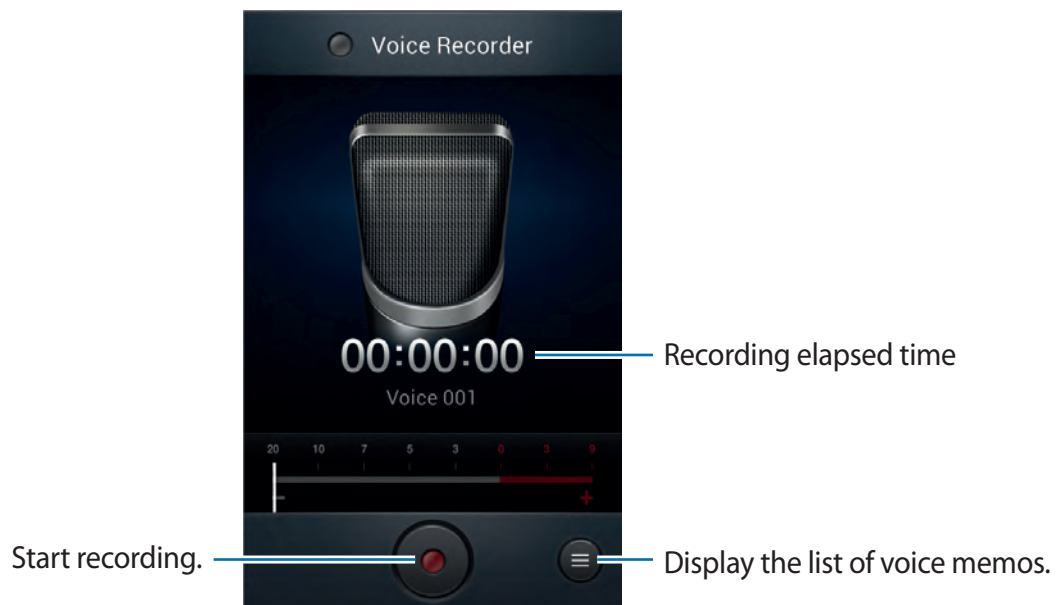 Voice Recorder
00:00:00
Recording elapsed time
Voice 001
20 10 7 5 3 0 3 9
- +
Start recording.
Display the list of voice memos.